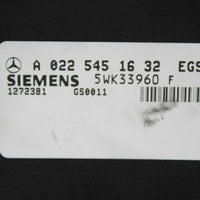 A 022 545 16 32 EGS
SIEMENS 5WK33960 F
1272381 GS0011